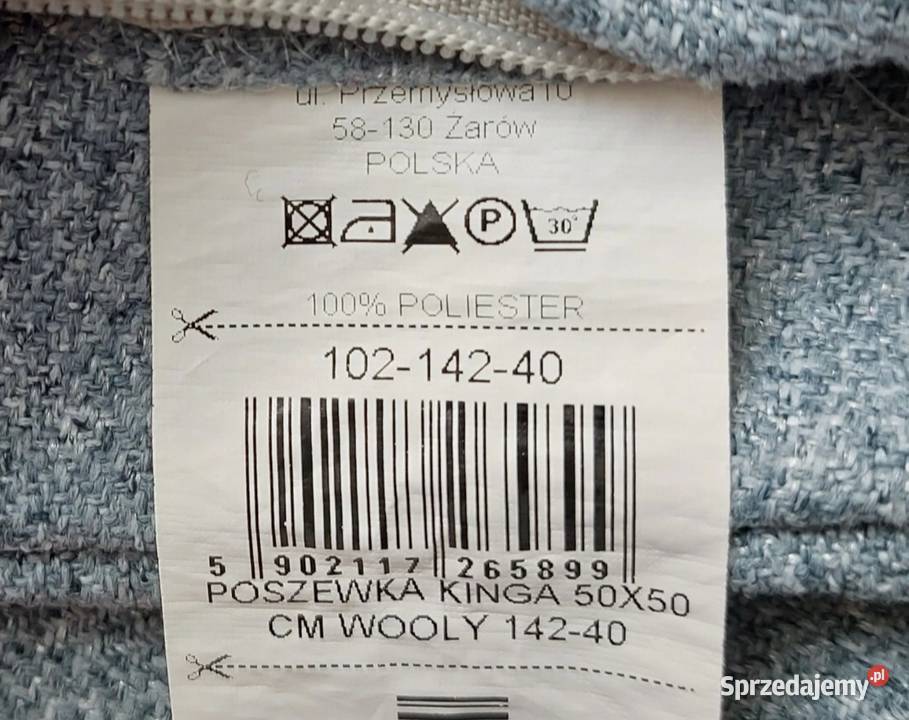 ul. Przemysłowa10
58-130 Żarów
POLSKA
P
30°
100% POLIESTER
102-142-40
5 902117 265899
POSZEWKA KINGA 50X50
CM WOOLY 142-40
Sprzedajemy.pl